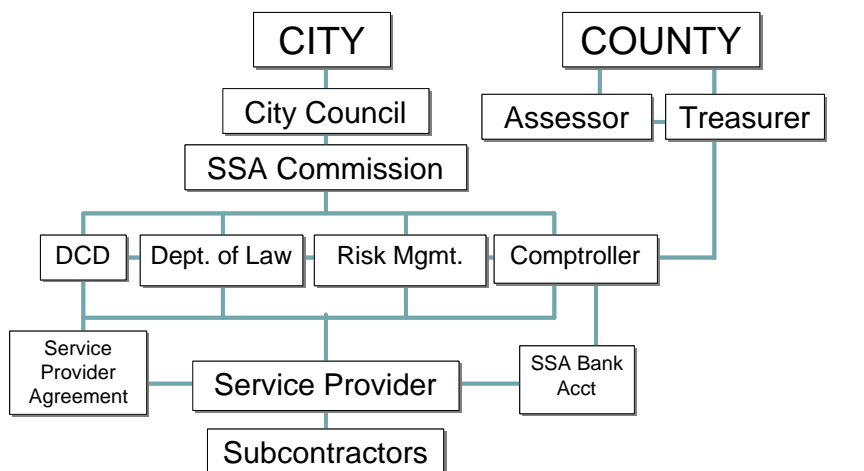 CITY
COUNTY
City Council
Assessor
Treasurer
SSA Commission
DCD
Dept. of Law
Risk Mgmt.
Comptroller
Service
Provider
Agreement
Service Provider
SSA Bank
Acct
Subcontractors